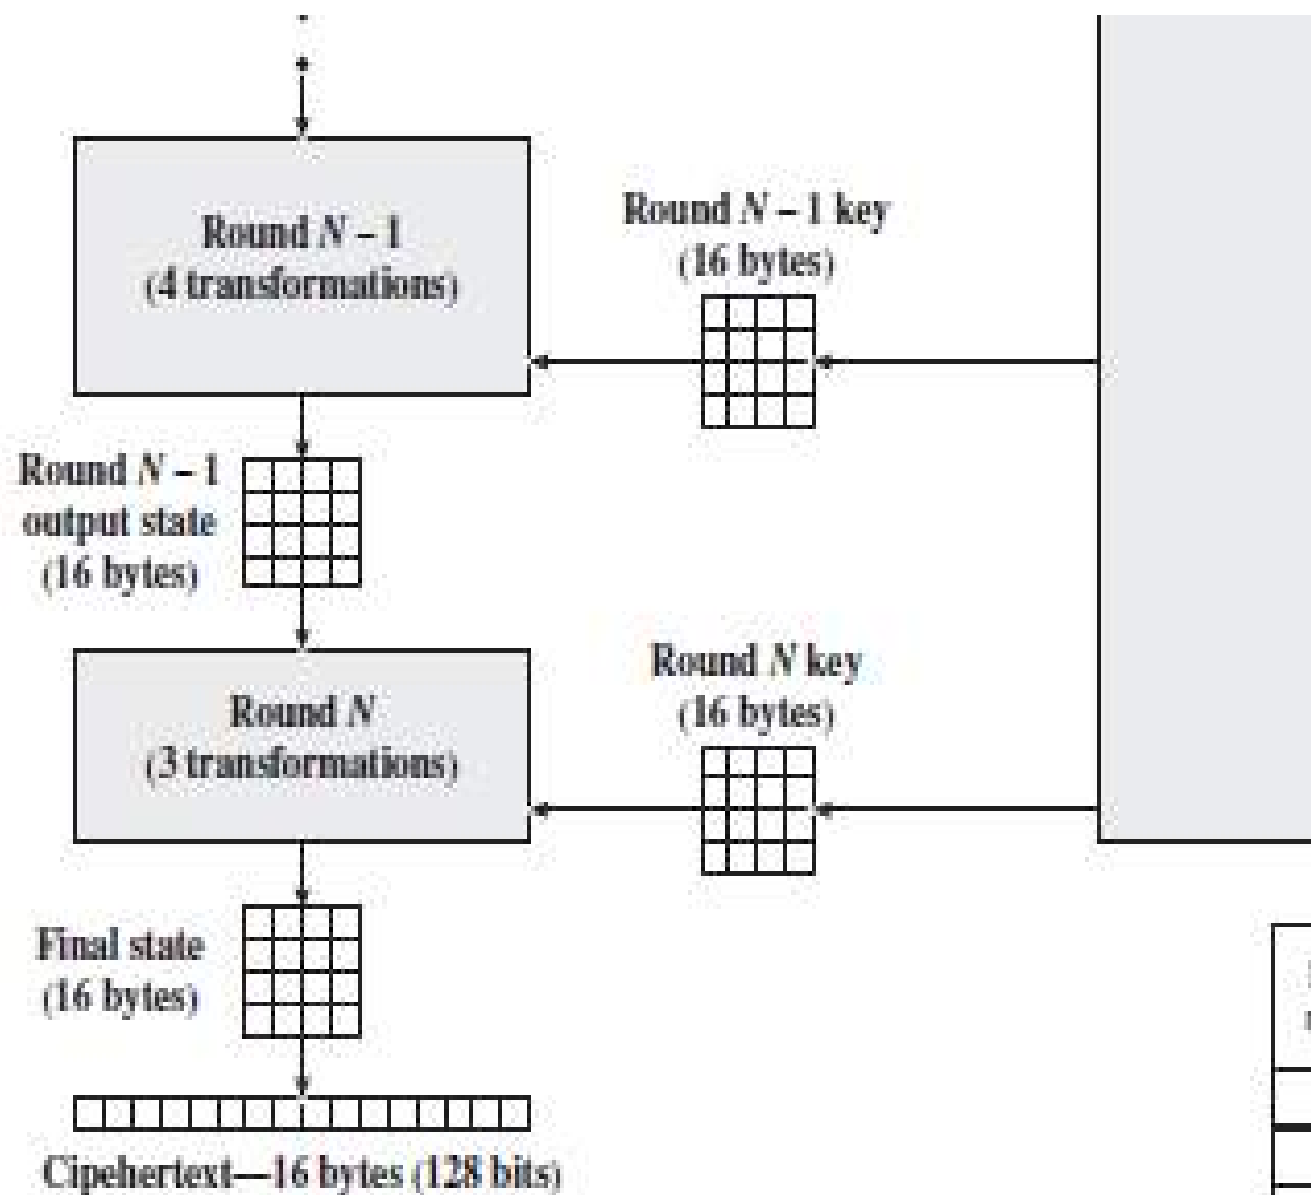 Round N – 1
(4 transformations)
Round N – 1 key
(16 bytes)
Round N – 1
output state
(16 bytes)
Round N
(3 transformations)
Round N key
(16 bytes)
Final state
(16 bytes)
Cipehertext—16 bytes (128 bits)